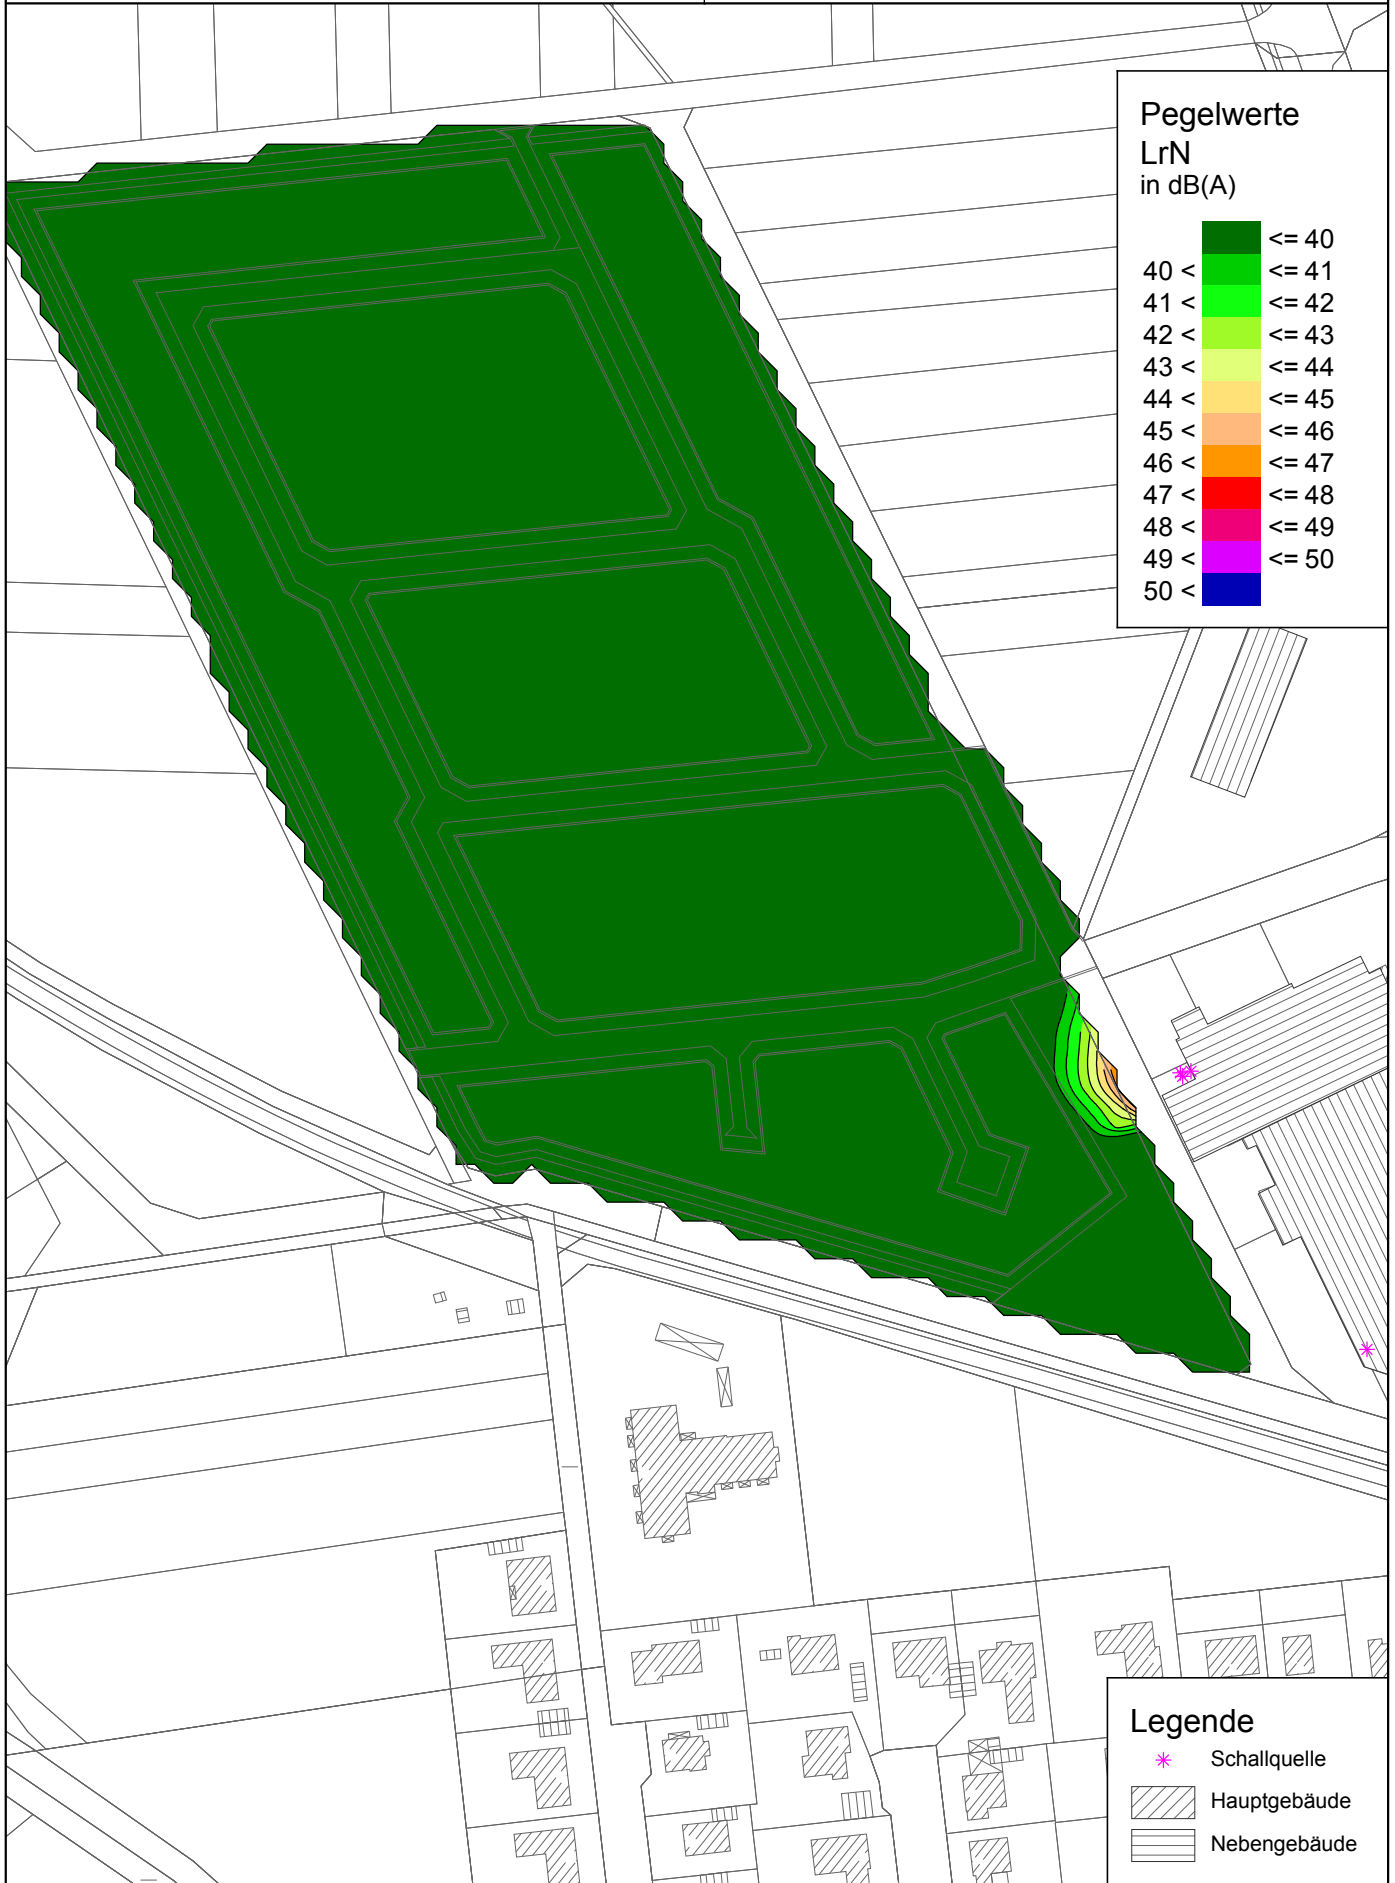 Pegelwerte
LrN
in dB(A)
<= 40
40 < <= 41
41 < <= 42
42 < <= 43
43 < <= 44
44 < <= 45
45 < <= 46
46 < <= 47
47 < <= 48
48 < <= 49
49 < <= 50
50 <
Legende
Schallquelle
Hauptgebäude
Nebengebäude